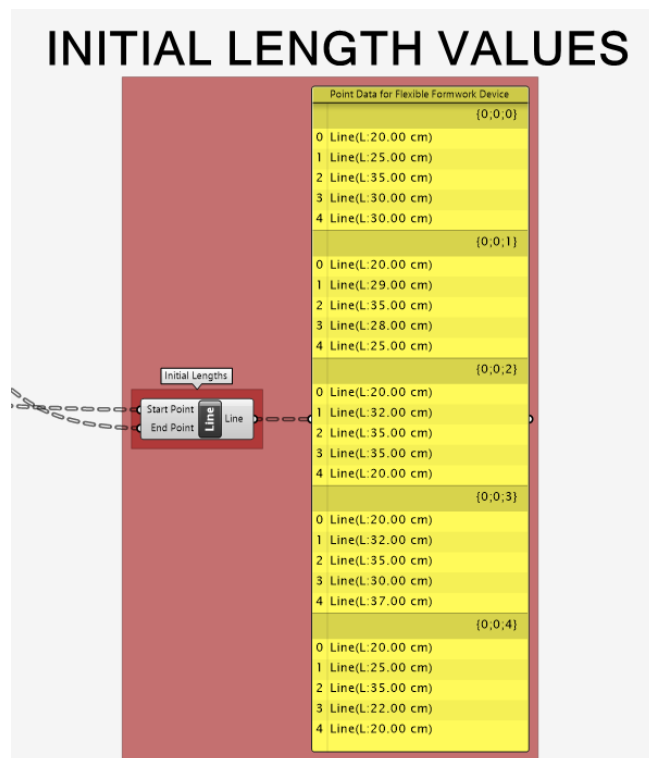 INITIAL LENGTH VALUES
Point Data for Flexible Formwork Device
{0;0;0}
0 Line(L:20.00 cm)
1 Line(L:25.00 cm)
2 Line(L:35.00 cm)
3 Line(L:30.00 cm)
4 Line(L:30.00 cm)
{0;0;1}
0 Line(L:20.00 cm)
1 Line(L:29.00 cm)
2 Line(L:35.00 cm)
3 Line(L:28.00 cm)
4 Line(L:25.00 cm)
{0;0;2}
0 Line(L:20.00 cm)
1 Line(L:32.00 cm)
2 Line(L:35.00 cm)
3 Line(L:35.00 cm)
4 Line(L:20.00 cm)
{0;0;3}
0 Line(L:20.00 cm)
1 Line(L:32.00 cm)
2 Line(L:35.00 cm)
3 Line(L:30.00 cm)
4 Line(L:37.00 cm)
{0;0;4}
0 Line(L:20.00 cm)
1 Line(L:25.00 cm)
2 Line(L:35.00 cm)
3 Line(L:22.00 cm)
4 Line(L:20.00 cm)
Initial Lengths
Start Point
End Point
Line
Line